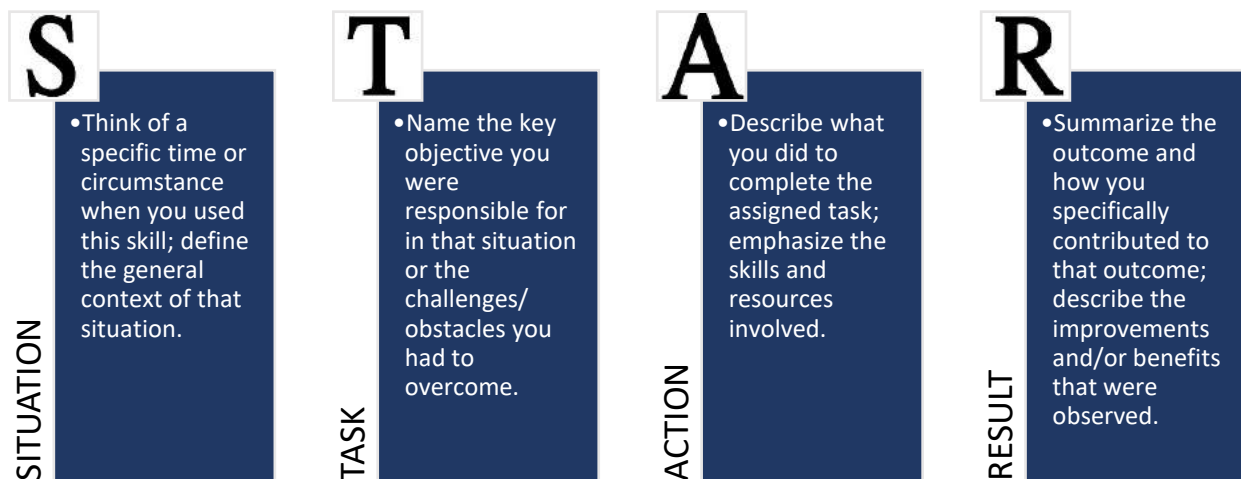 S
SITUATION
•Think of a
specific time or
circumstance
when you used
this skill; define
the general
context of that
situation.
T
TASK
•Name the key
objective you
were
responsible for
in that situation
or the
challenges/
obstacles you
had to
overcome.
A
ACTION
•Describe what
you did to
complete the
assigned task;
emphasize the
skills and
resources
involved.
R
RESULT
•Summarize the
outcome and
how you
specifically
contributed to
that outcome;
describe the
improvements
and/or benefits
that were
observed.